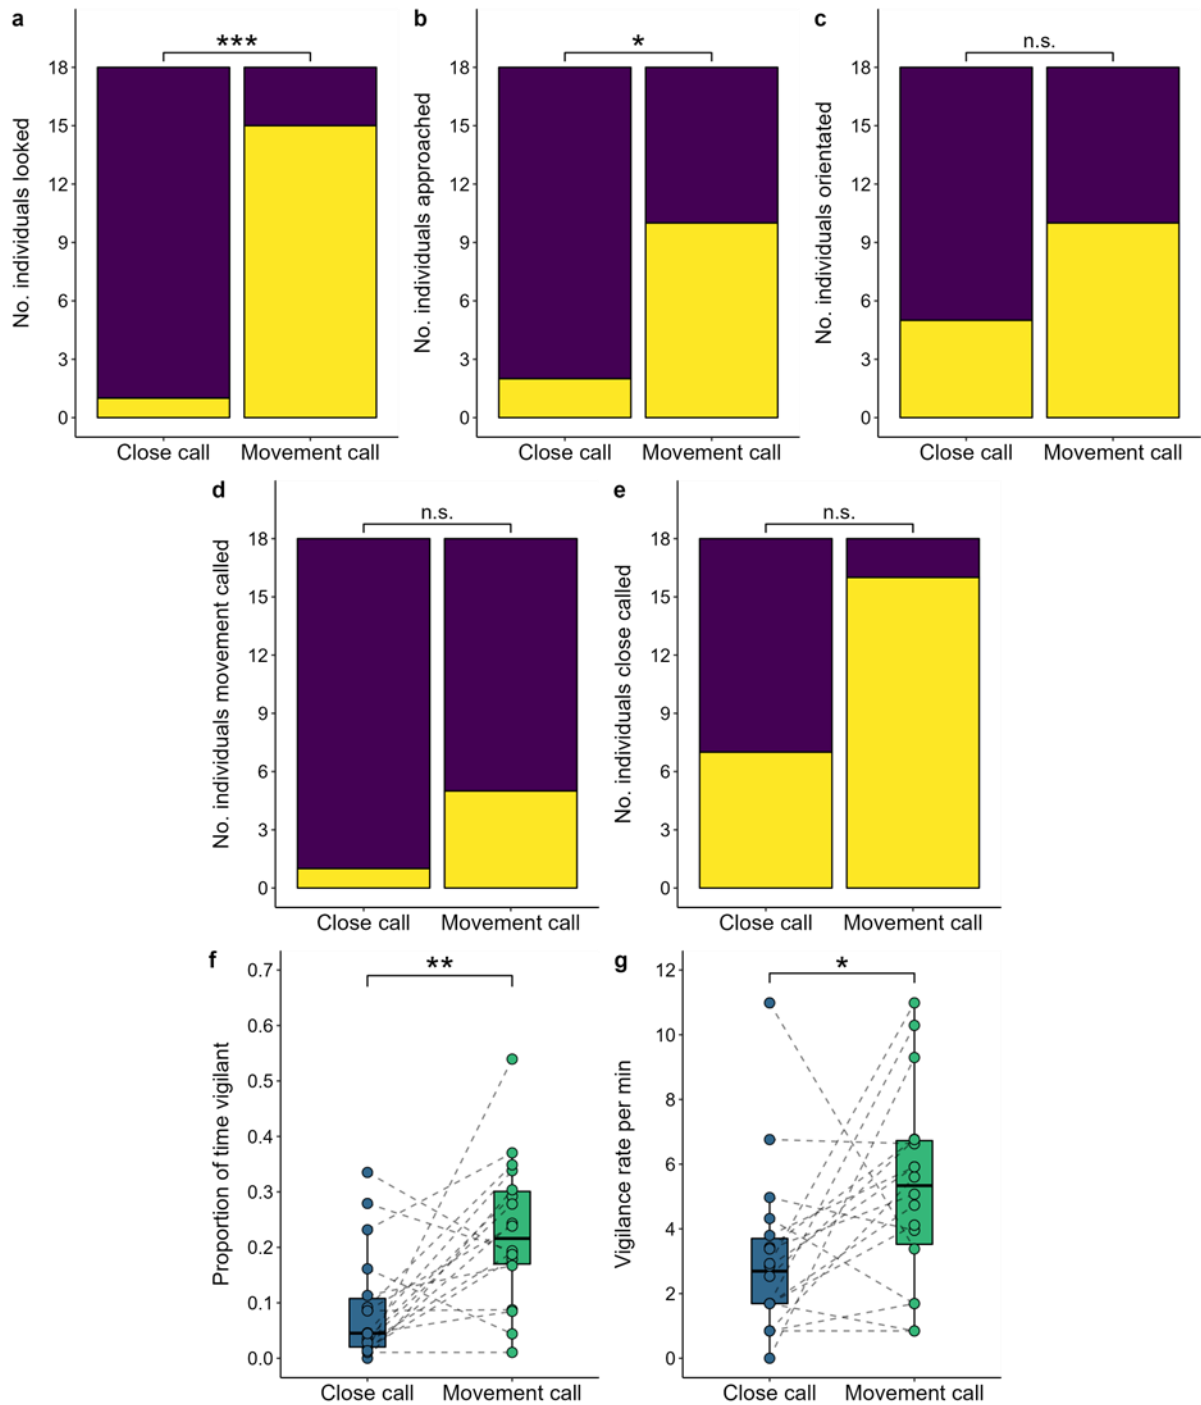 a
***
No. individuals looked
18
15
12
9
6
3
0
Close call Movement call
b
*
No. individuals approached
18
15
12
9
6
3
0
Close call Movement call
c
n.s.
No. individuals orientated
18
15
12
9
6
3
0
Close call Movement call
d
n.s.
No. individuals movement called
18
15
12
9
6
3
0
Close call Movement call
e
n.s.
No. individuals close called
18
15
12
9
6
3
0
Close call Movement call
f
**
Proportion of time vigilant
0.7
0.6
0.5
0.4
0.3
0.2
0.1
0.0
Close call Movement call
g
*
Vigilance rate per min
12
10
8
6
4
2
0
Close call Movement call